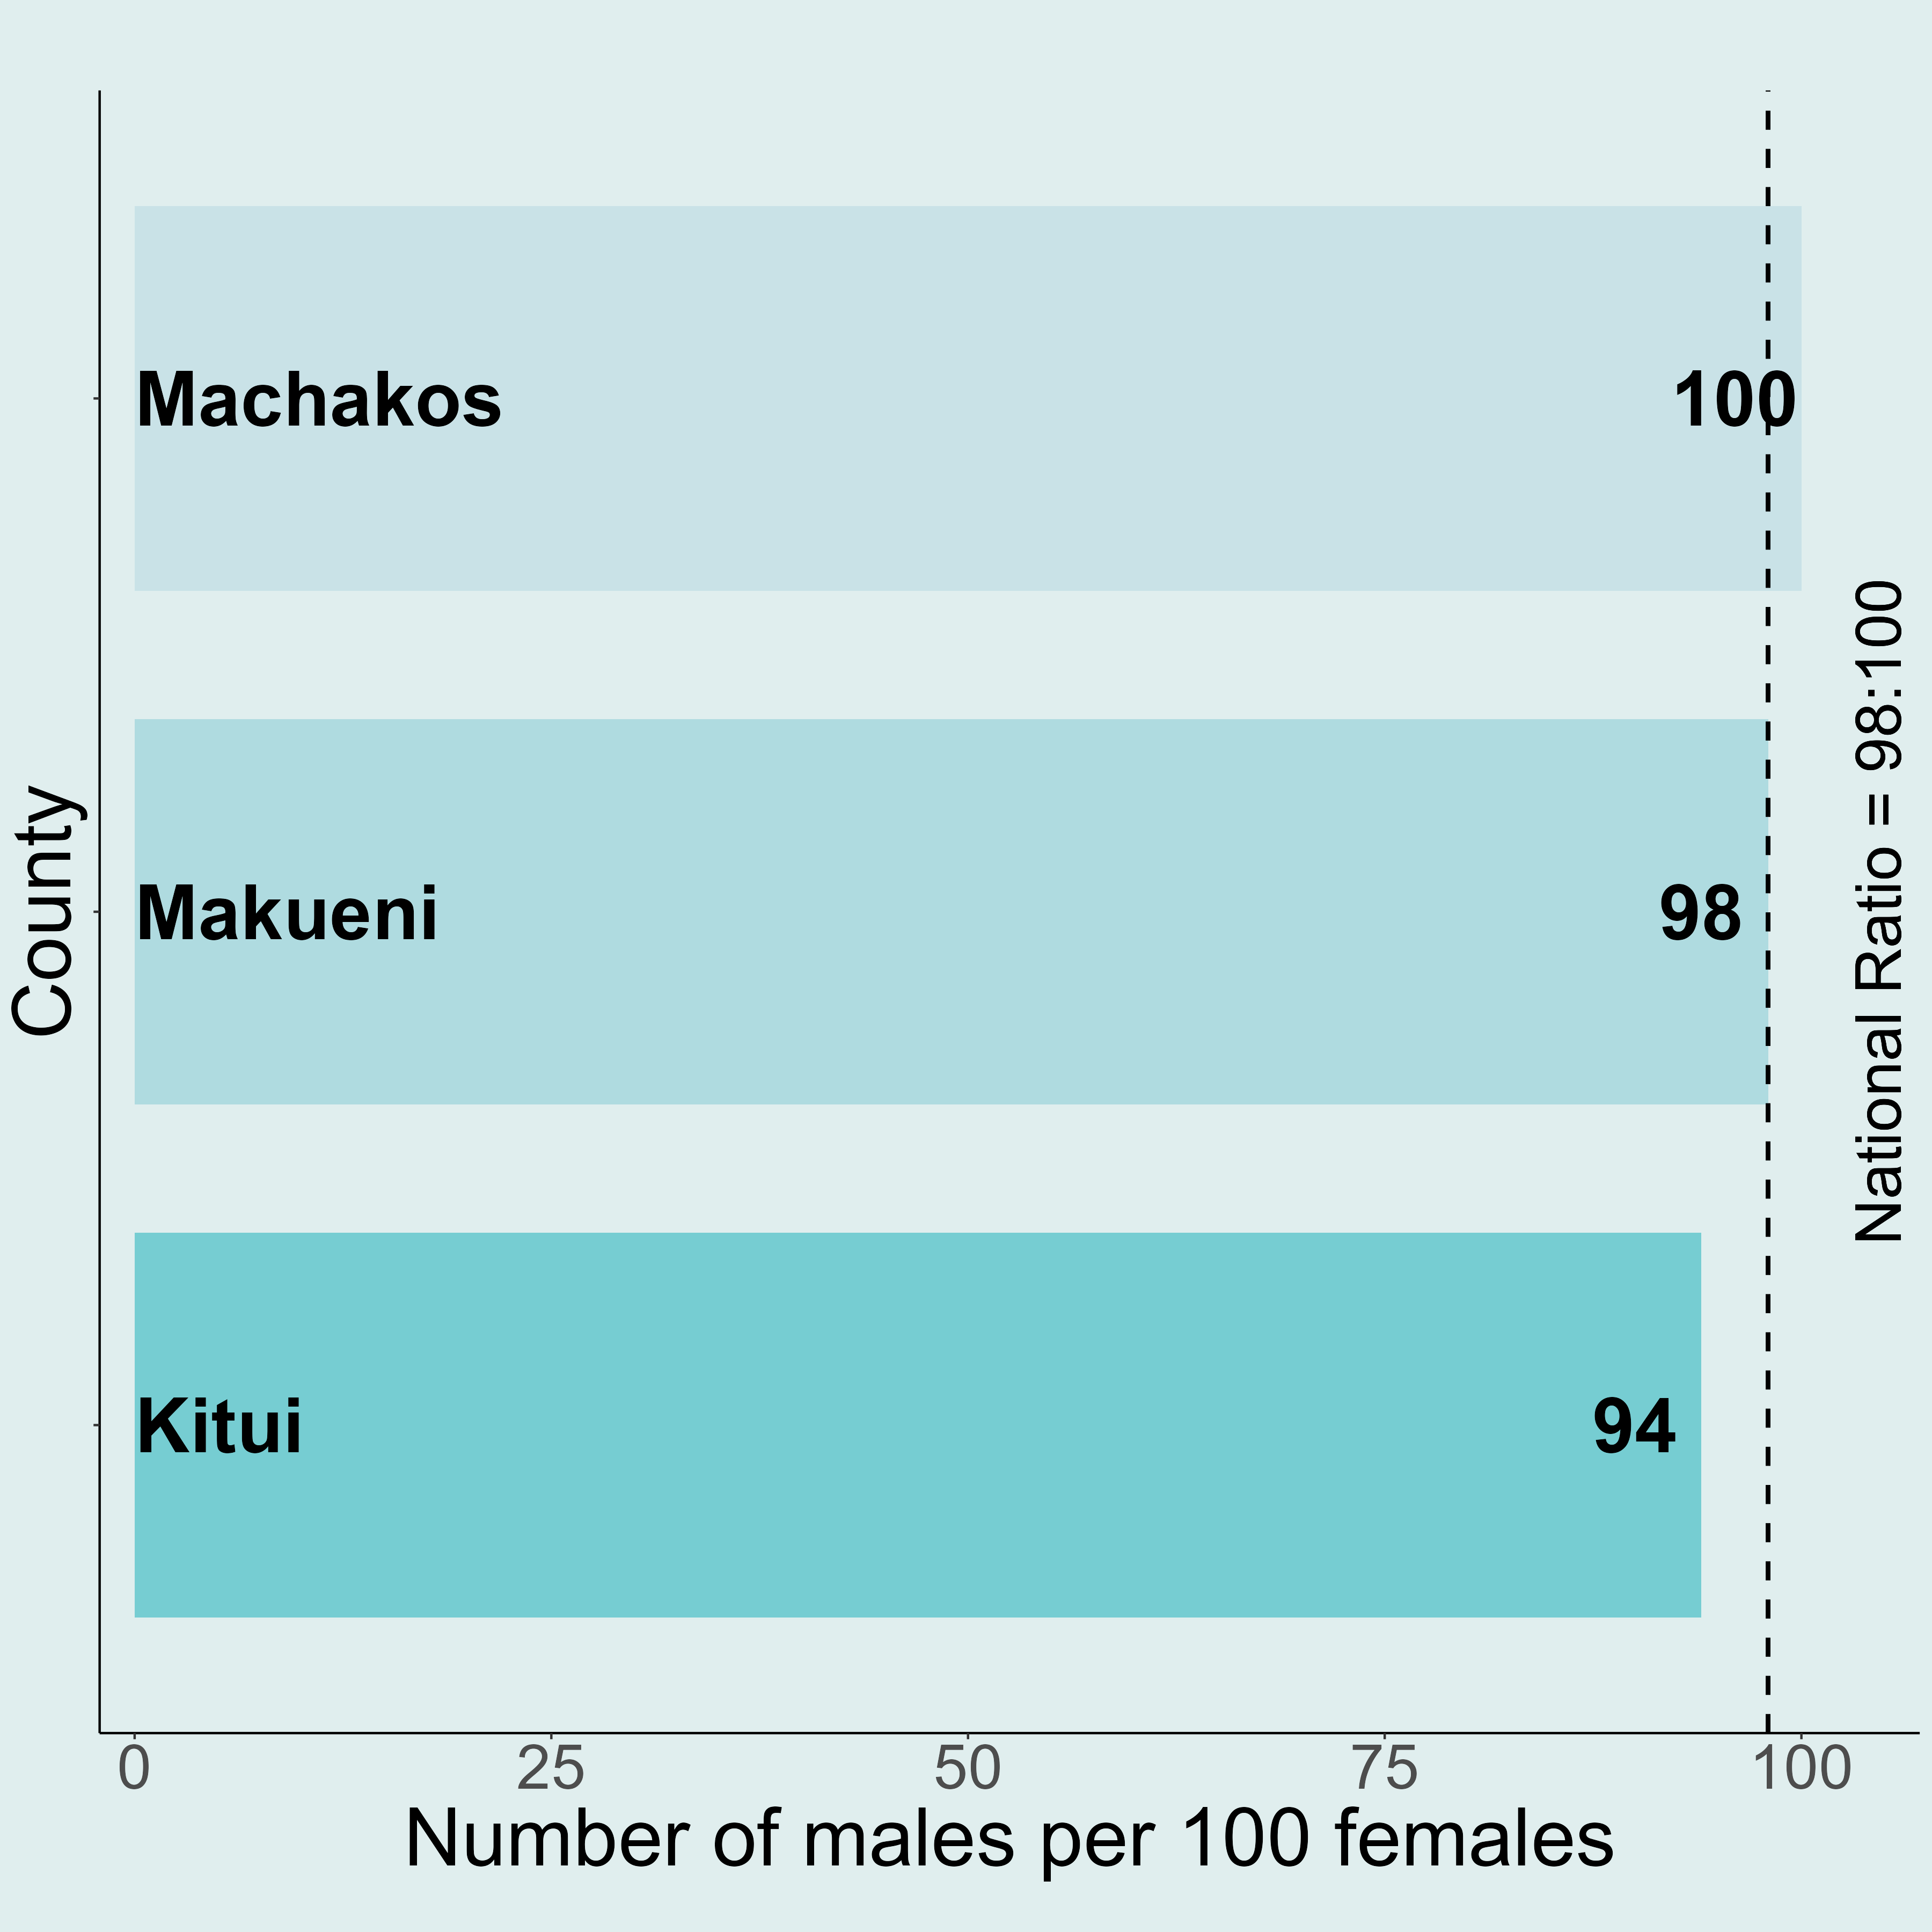 County
Machakos 100
Makueni 98
Kitui 94
National Ratio = 98:100
0 25 50 75 100
Number of males per 100 females